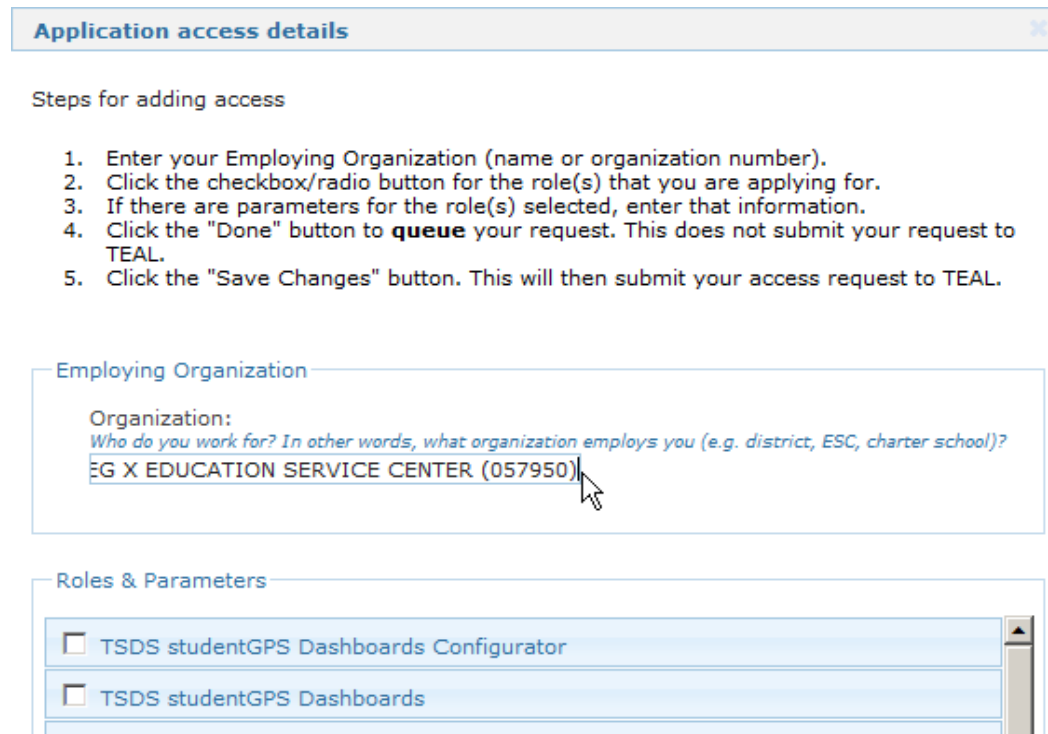 Application access details
Steps for adding access
1. Enter your Employing Organization (name or organization number).
2. Click the checkbox/radio button for the role(s) that you are applying for.
3. If there are parameters for the role(s) selected, enter that information.
4. Click the "Done" button to queue your request. This does not submit your request to
TEAL.
5. Click the "Save Changes" button. This will then submit your access request to TEAL.
Employing Organization
Organization:
Who do you work for? In other words, what organization employs you (e.g. district, ESC, charter school)?
EG X EDUCATION SERVICE CENTER (057950)
Roles & Parameters
TSDS studentGPS Dashboards Configurator
TSDS studentGPS Dashboards